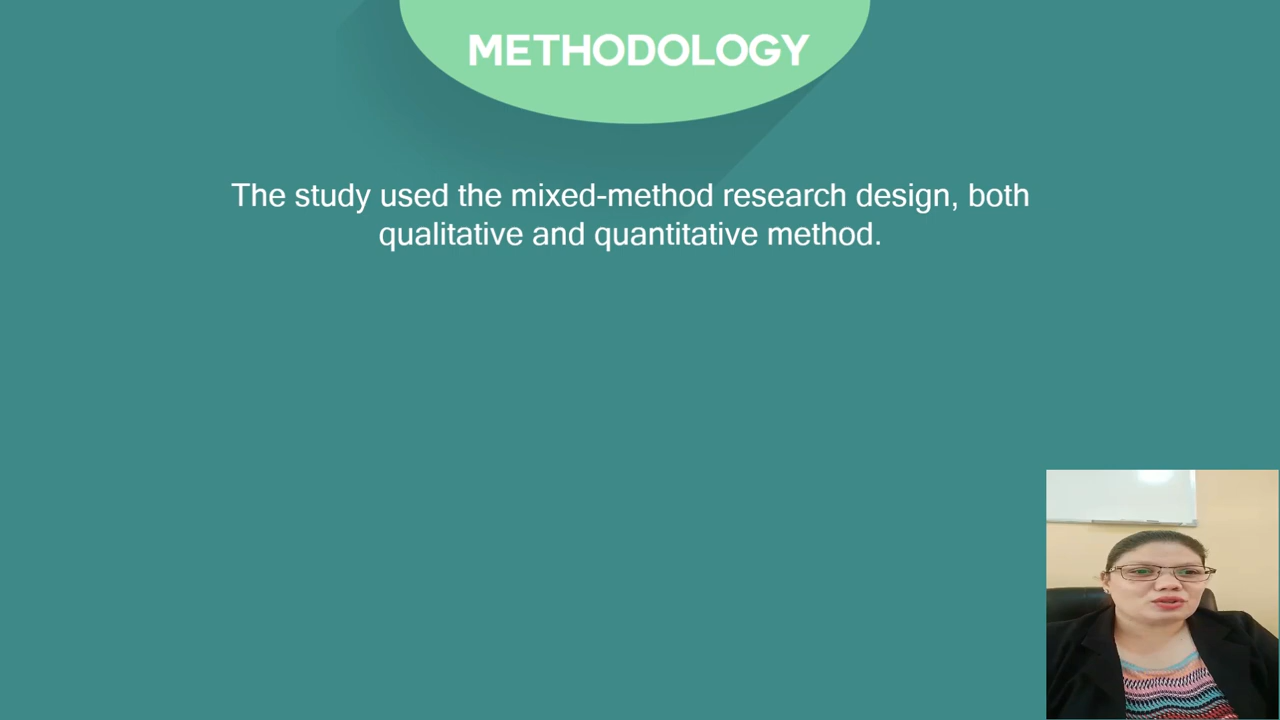 METHODOLOGY
The study used the mixed-method research design, both
qualitative and quantitative method.